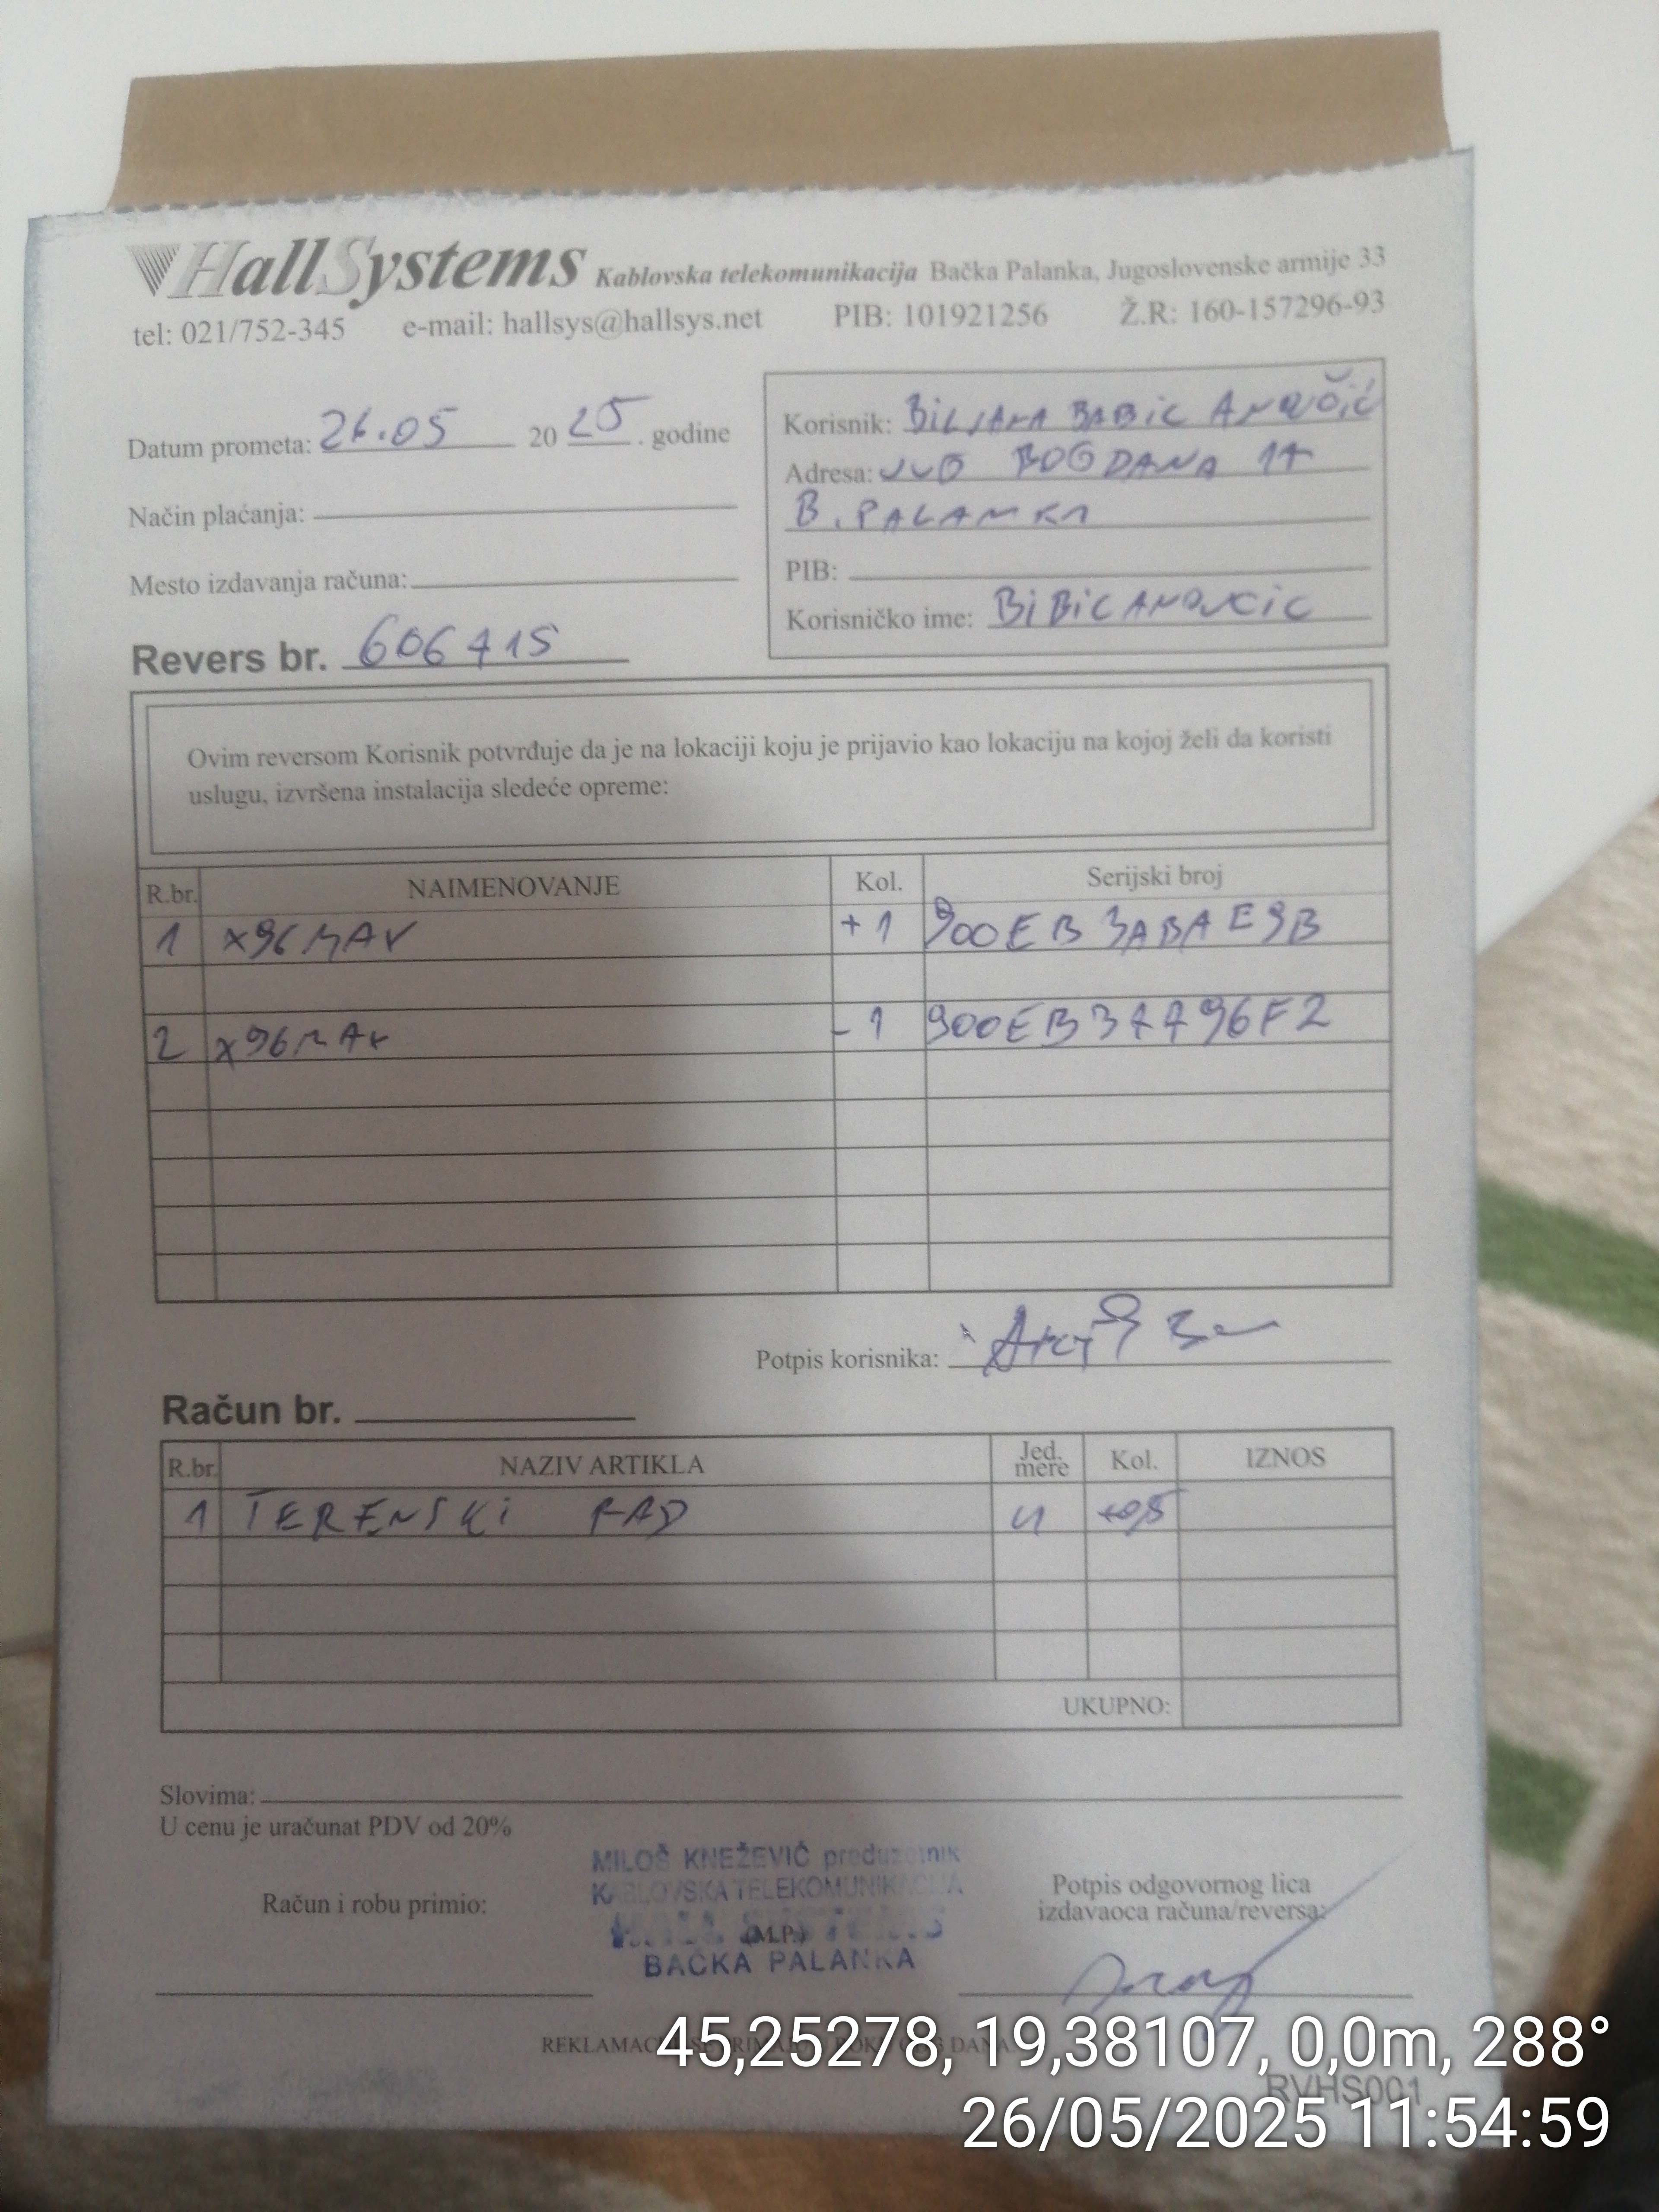 HallSystems Kablovska telekomunikacija Bačka Palanka, Jugoslovenske armije 33
tel: 021/752-345 e-mail: hallsys@hallsys.net PIB: 101921256 Ž.R: 160-157296-93
Datum prometa: 26.05 2025. godine
Način plaćanja:
Mesto izdavanja računa:
Revers br. 606715
Korisnik: BILJANA BABIC
Adresa: JUG BOGDANA 17
B. PALANKA
PIB:
Korisničko ime: BIBICANOVCIC
Ovim reversom Korisnik potvrđuje da je na lokaciji koju je prijavio kao lokaciju na kojoj želi da koristi
uslugu, izvršena instalacija sledeće opreme:
R.br. NAIMENOVANJE Kol. Serijski broj
1 X96MAX +1 900EB3ABAE9B
2 X96MAX -1 900EB37796F2
Potpis korisnika:
Račun br.
R.br. NAZIV ARTIKLA Jed. mere Kol. IZNOS
1 TERENSKI RAD
UKUPNO:
Slovima:
U cenu je uračunat PDV od 20%
Račun i robu primio:
MILOŠ KNEŽEVIĆ preduzetnik
KABLOVSKA TELEKOMUNIKACIJA
(M.P.)
BAČKA PALANKA
Potpis odgovornog lica
izdavaoca računa/reversa:
45,25278, 19,38107, 0,0m, 288°
RVHS001
26/05/2025 11:54:59